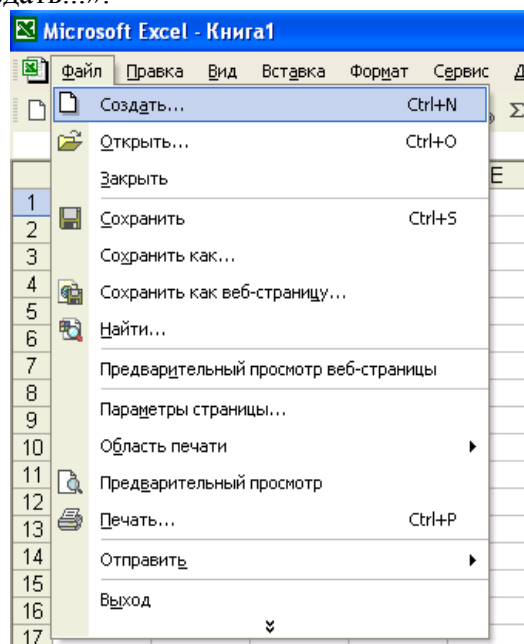 здать...».
Microsoft Excel - Книга1
Файл Правка Вид Вставка Формат Сервис Д
Создать... Ctrl+N
Открыть... Ctrl+O
Закрыть
Сохранить Ctrl+S
Сохранить как...
Сохранить как веб-страницу...
Найти...
Предварительный просмотр веб-страницы
Параметры страницы...
Область печати
Предварительный просмотр
Печать... Ctrl+P
Отправить
Выход
Σ
E
1
2
3
4
5
6
7
8
9
10
11
12
13
14
15
16
17